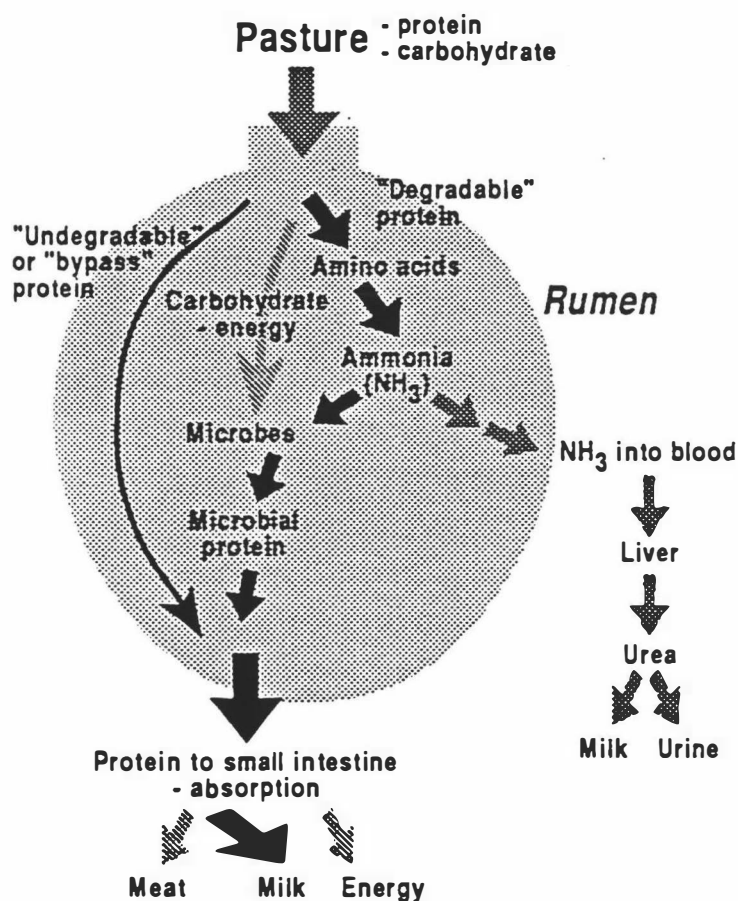 Pasture - protein
- carbohydrate
"Degradable"
protein
"Undegradable"
or "bypass"
protein
Amino acids
Carbohydrate
- energy
Rumen
Ammonia
{NH₃}
Microbes
NH₃ into blood
Microbial
protein
Liver
Urea
Milk Urine
Protein to small intestine
- absorption
Meat Milk Energy